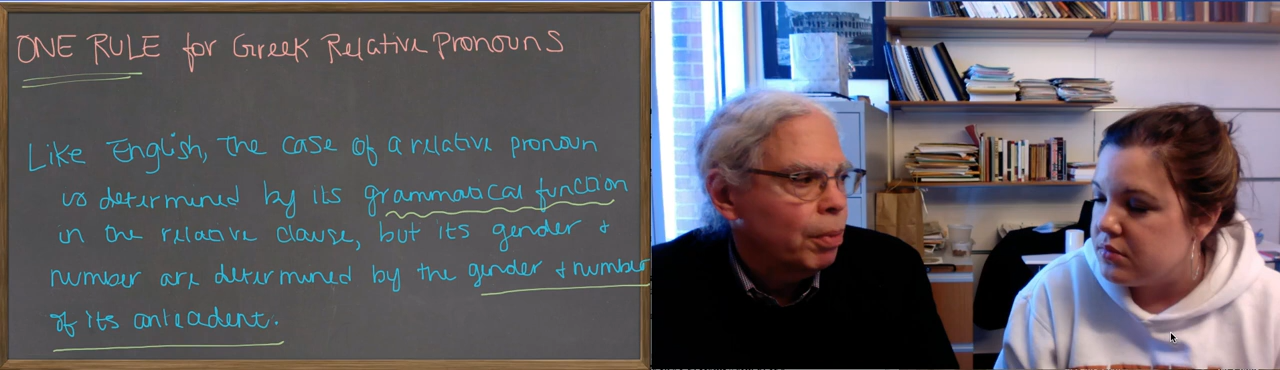 ONE RULE for Greek Relative Pronouns
Like English, the case of a relative pronoun
is determined by its grammatical function
in the relative clause, but its gender &
number are determined by the gender & number
of its antecedent.